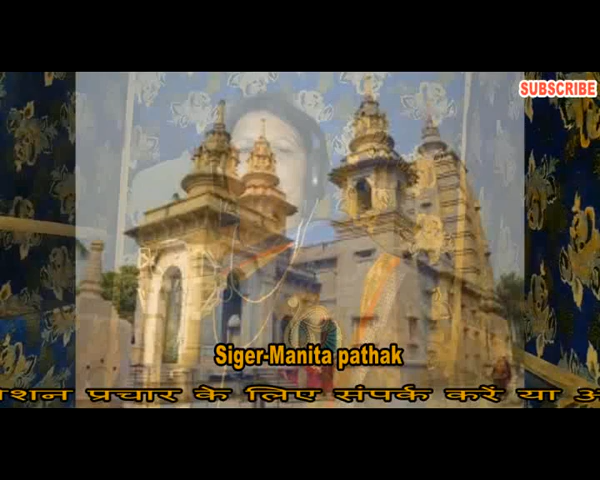 SUBSCRIBE
Siger-Manita pathak
शन प्रचार के लिए संपर्क करें या